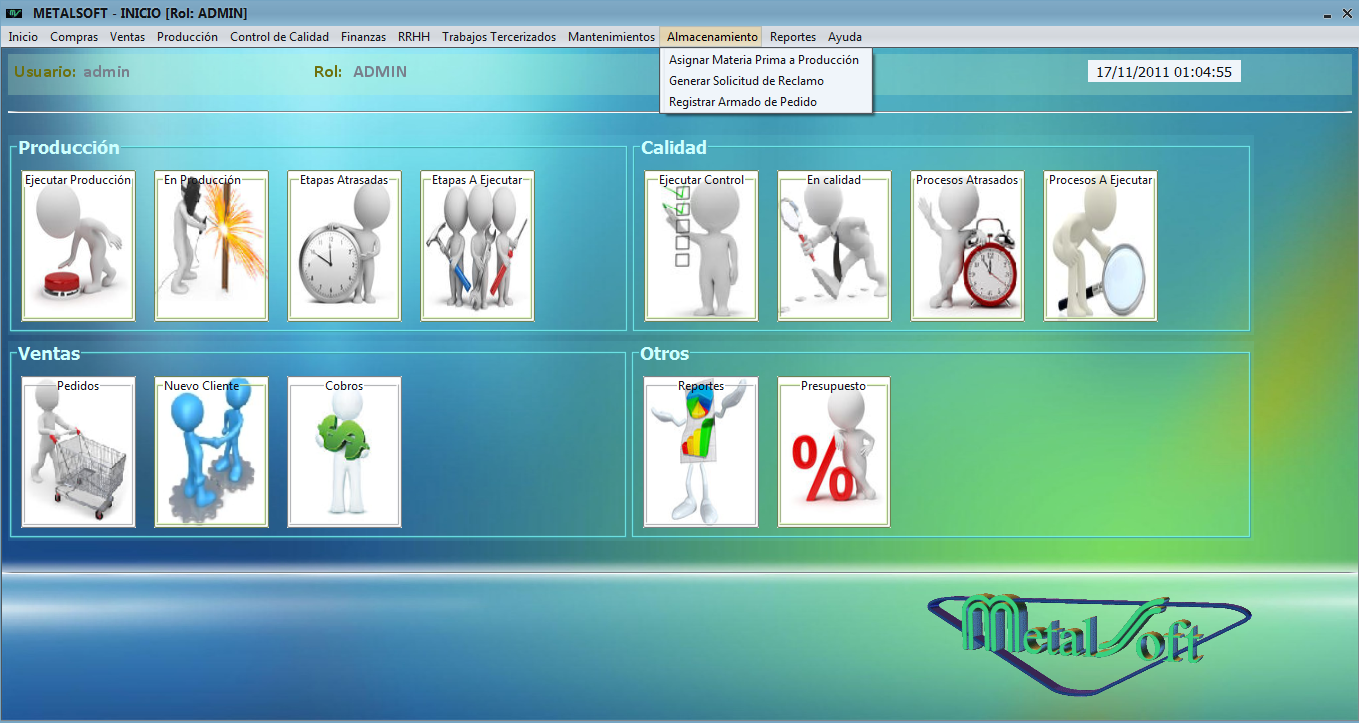 METALSOFT - INICIO [Rol: ADMIN]
Inicio Compras Ventas Producción Control de Calidad Finanzas RRHH Trabajos Tercerizados Mantenimientos Almacenamiento Reportes Ayuda
Asignar Materia Prima a Producción
Generar Solicitud de Reclamo
Registrar Armado de Pedido
Usuario: admin Rol: ADMIN 17/11/2011 01:04:55
Producción
Ejecutar Producción En Producción Etapas Atrasadas Etapas A Ejecutar
Calidad
Ejecutar Control En calidad Procesos Atrasados Procesos A Ejecutar
Ventas
Pedidos Nuevo Cliente Cobros
Otros
Reportes Presupuesto
%
MetalSoft